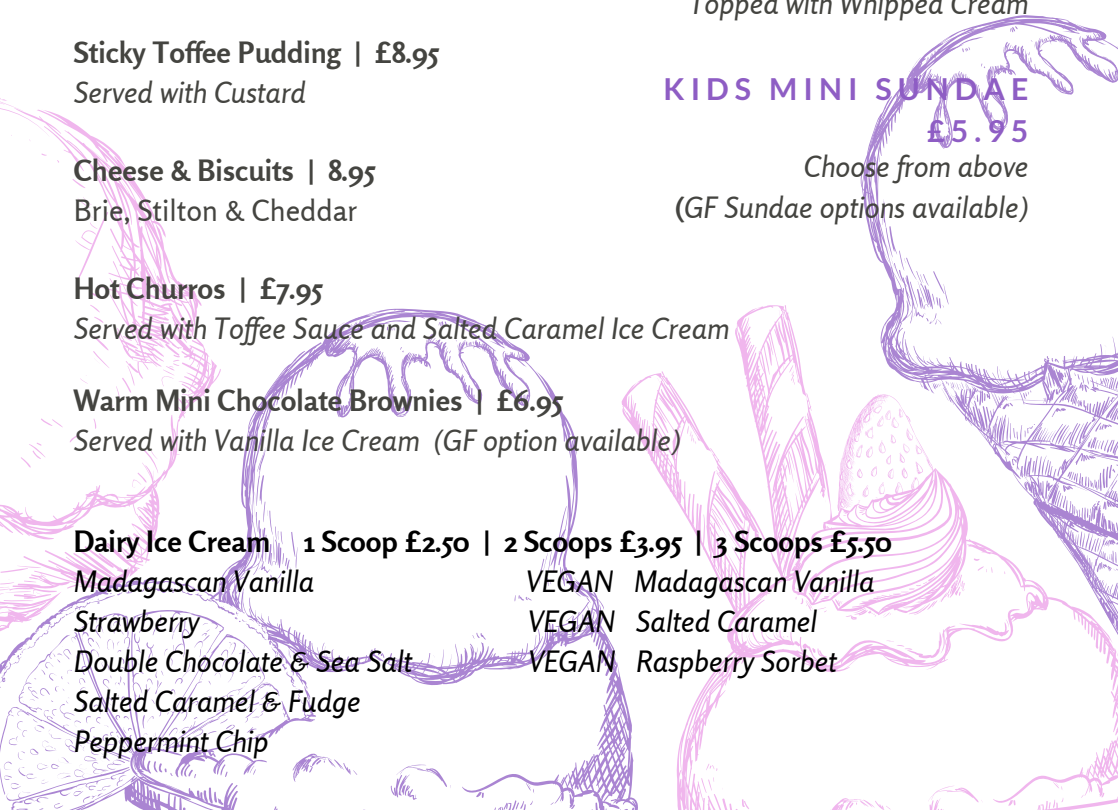 Topped with Whipped Cream
Sticky Toffee Pudding | £8.95
Served with Custard
KIDS MINI SUNDAE
£5.95
Choose from above
(GF Sundae options available)
Cheese & Biscuits | 8.95
Brie, Stilton & Cheddar
Hot Churros | £7.95
Served with Toffee Sauce and Salted Caramel Ice Cream
Warm Mini Chocolate Brownies | £6.95
Served with Vanilla Ice Cream (GF option available)
Dairy Ice Cream 1 Scoop £2.50 | 2 Scoops £3.95 | 3 Scoops £5.50
Madagascan Vanilla
Strawberry
Double Chocolate & Sea Salt
Salted Caramel & Fudge
Peppermint Chip
VEGAN Madagascan Vanilla
VEGAN Salted Caramel
VEGAN Raspberry Sorbet